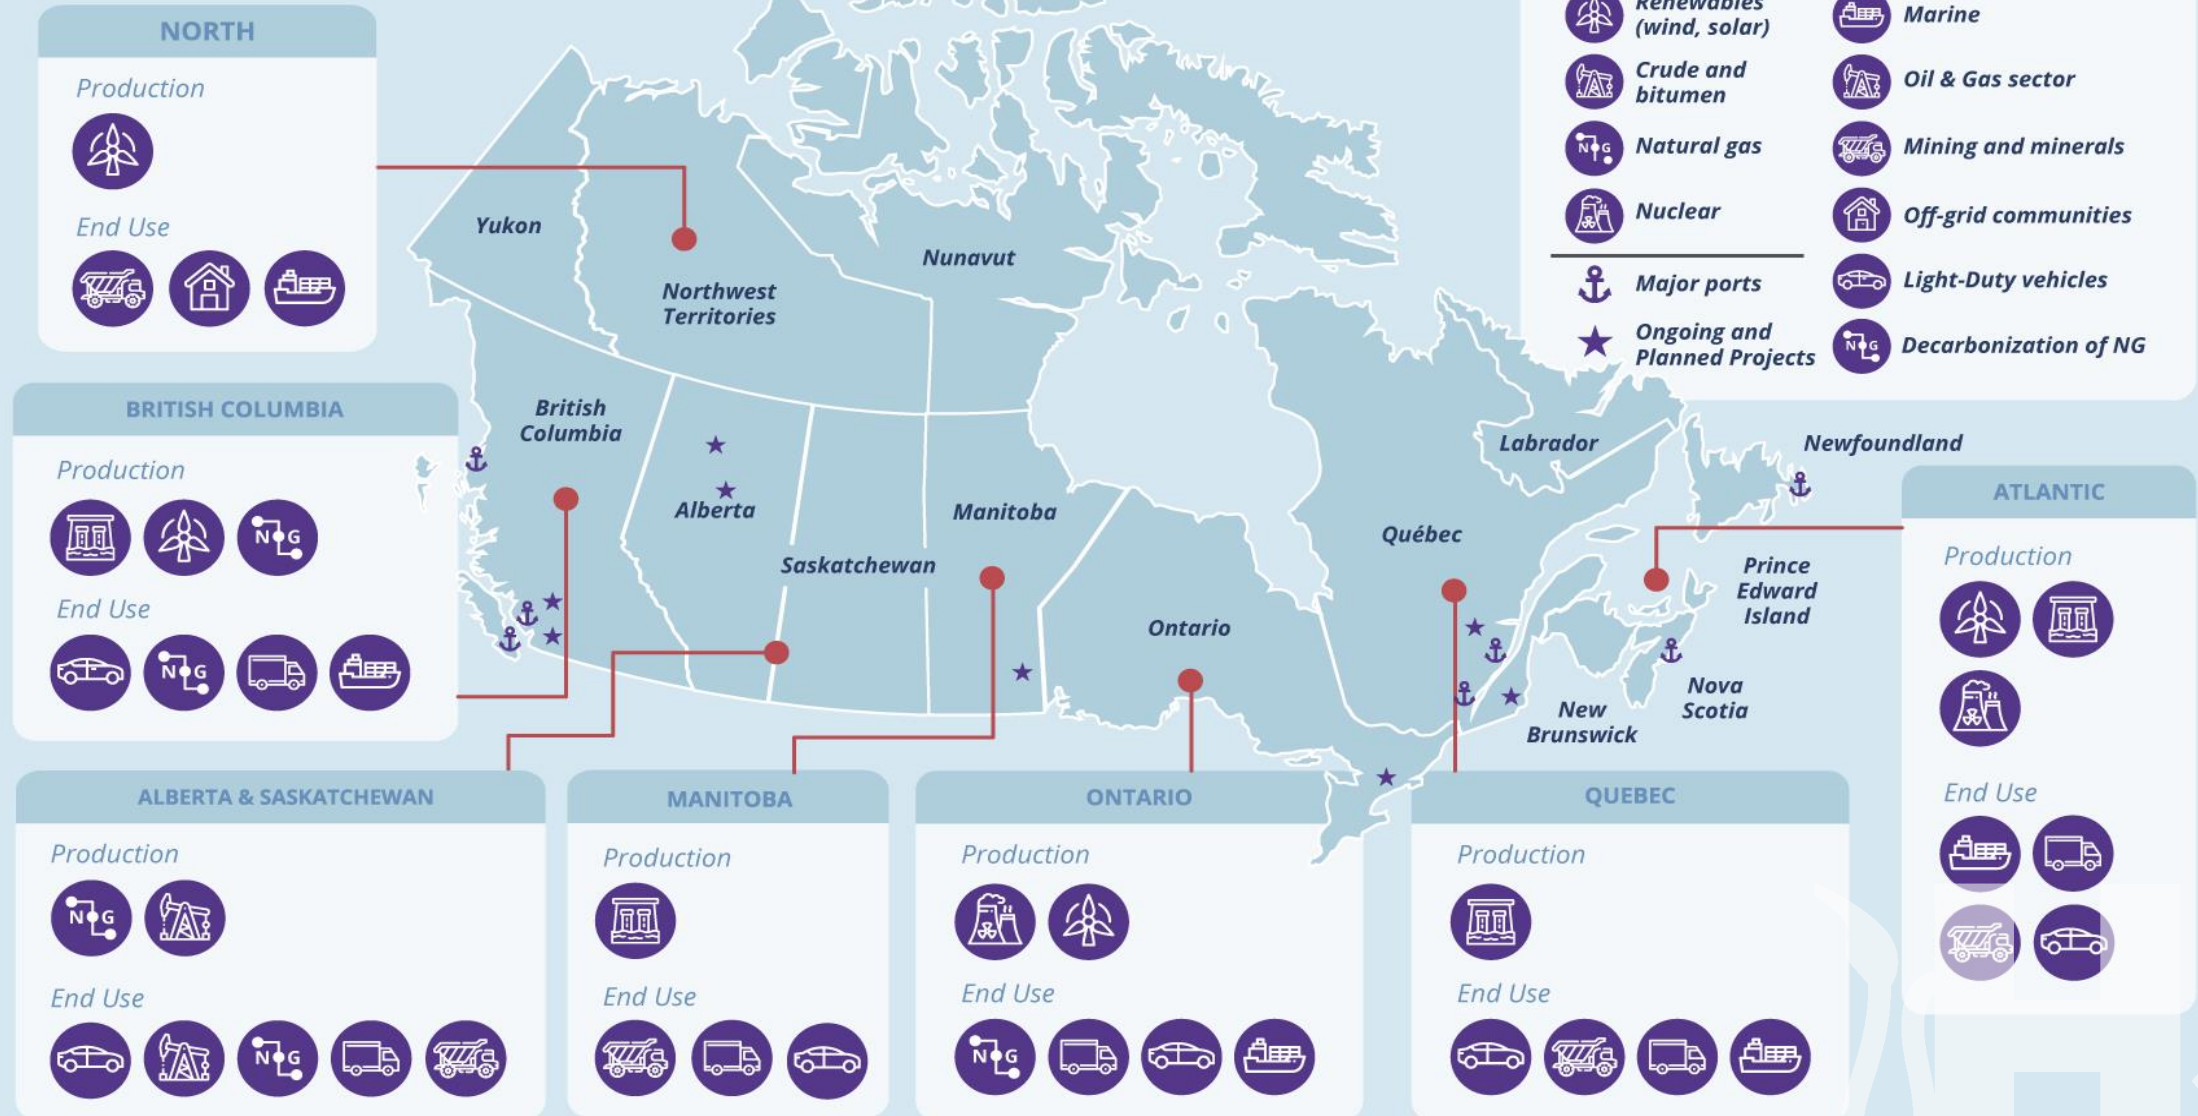 NORTH
Production
End Use
Renewables
(wind, solar)
Crude and
bitumen
Natural gas
Nuclear
Major ports
Ongoing and
Planned Projects
Marine
Oil & Gas sector
Mining and minerals
Off-grid communities
Light-Duty vehicles
Decarbonization of NG
N G
N G
Yukon
Northwest
Territories
Nunavut
British
Columbia
Alberta
Saskatchewan
Manitoba
Ontario
Québec
Labrador
Newfoundland
Prince
Edward
Island
Nova
Scotia
New
Brunswick
BRITISH COLUMBIA
Production
N G
End Use
N G
ATLANTIC
Production
End Use
ALBERTA & SASKATCHEWAN
Production
N G
End Use
N G
MANITOBA
Production
End Use
ONTARIO
Production
End Use
N G
QUEBEC
Production
End Use